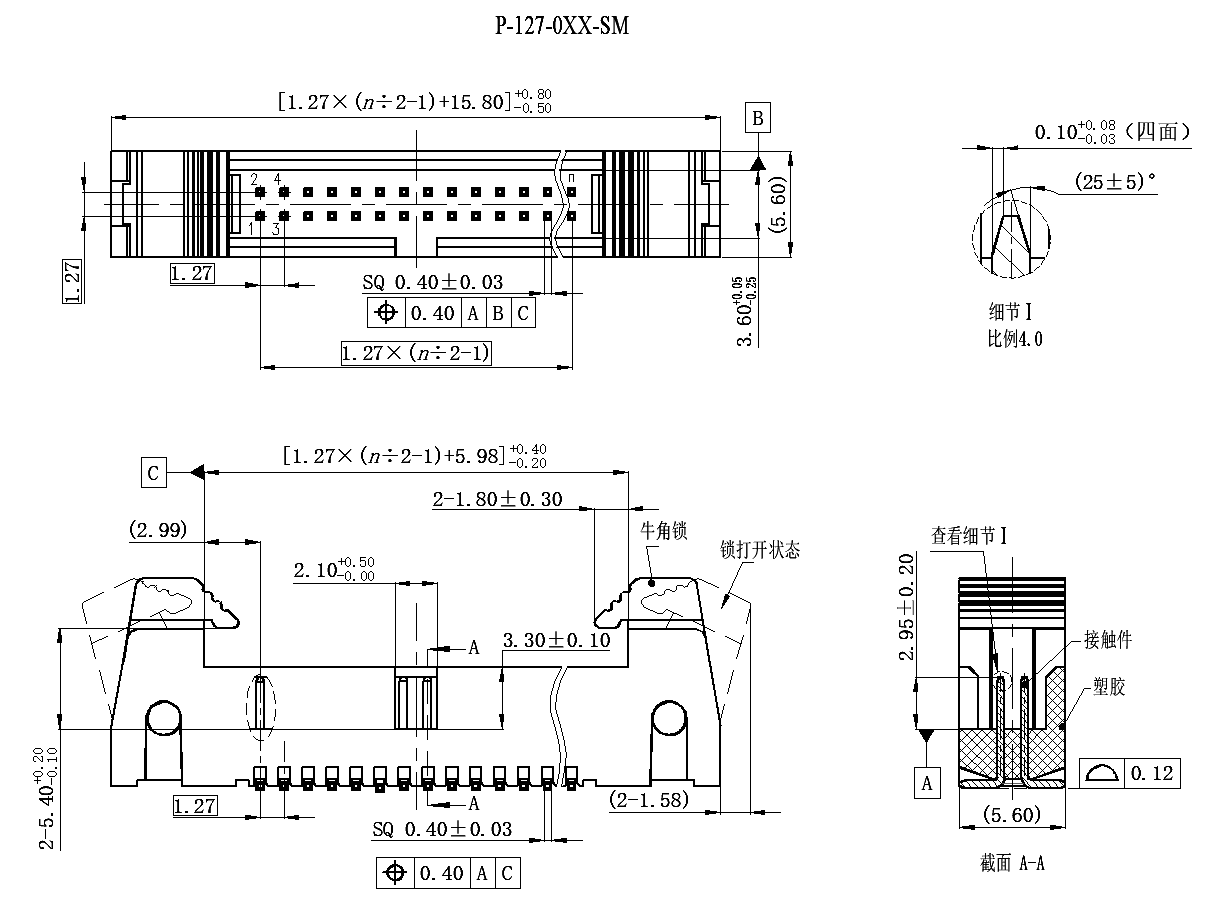 P-127-0XX-SM
[1.27×(n÷2-1)+15.80]+0.80 -0.50
B
0.10+0.08 -0.03 (四面)
(25±5)°
2 4 n
1 3
(5.60)
1.27
1.27
SQ 0.40±0.03
⌖ 0.40 A B C
3.60+0.05 -0.25
1.27×(n÷2-1)
细节 I
比例4.0
[1.27×(n÷2-1)+5.98]+0.40 -0.20
C
2-1.80±0.30
(2.99)
牛角锁
锁打开状态
2.10+0.50 -0.00
A
3.30±0.10
2-5.40+0.20 -0.10
1.27
A
SQ 0.40±0.03
(2-1.58)
⌖ 0.40 A C
查看细节 I
2.95±0.20
接触件
塑胶
A
⌓ 0.12
(5.60)
截面 A-A